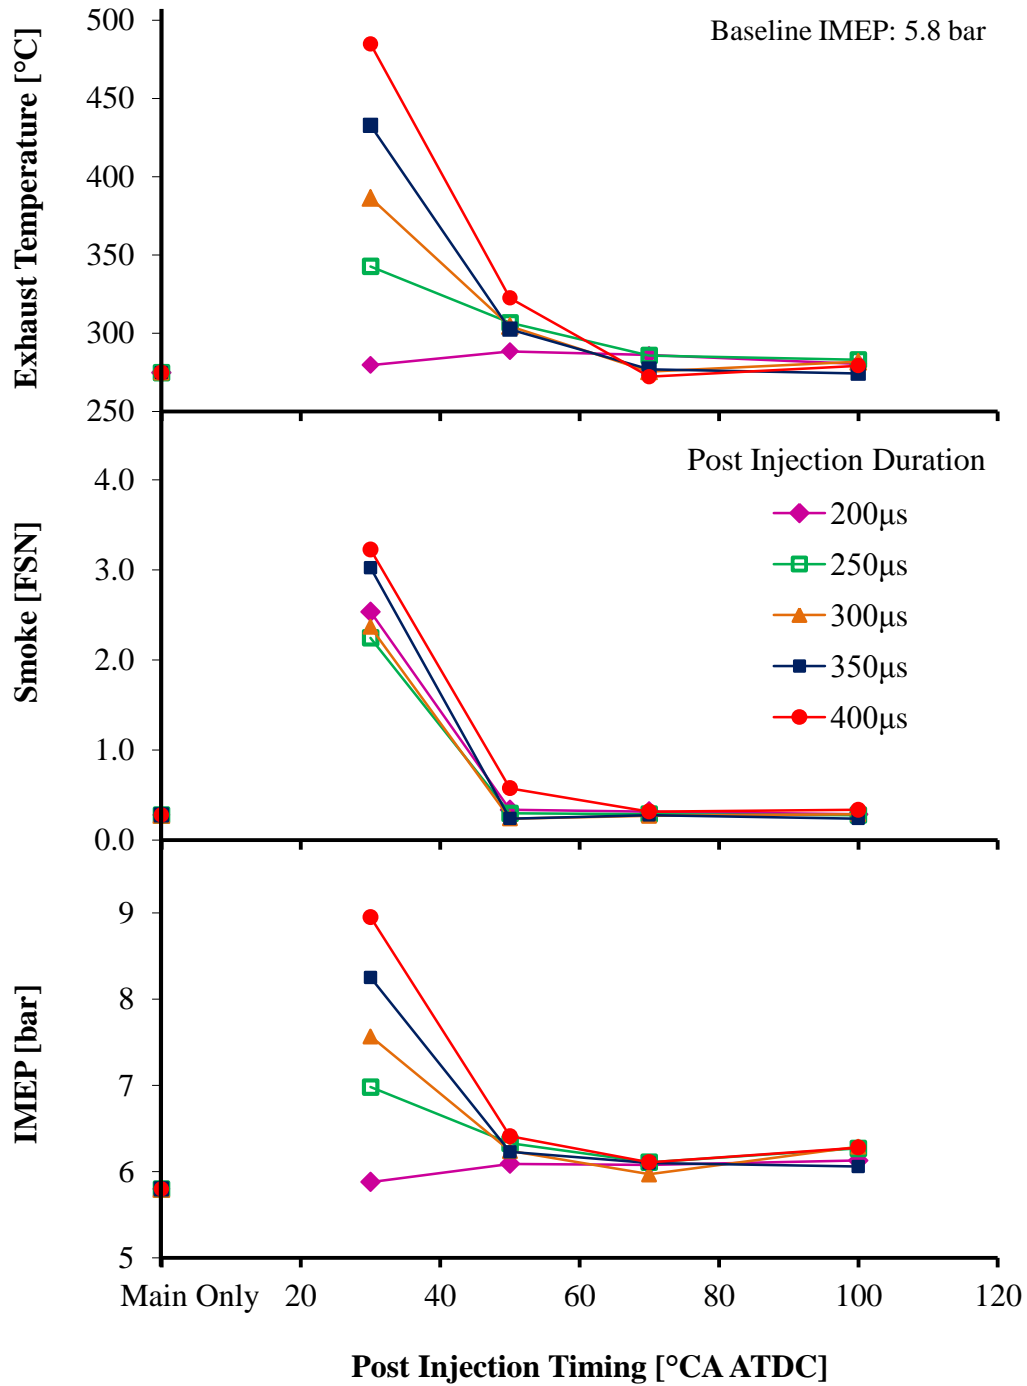 Baseline IMEP: 5.8 bar
Exhaust Temperature [°C]
500
450
400
350
300
250
Smoke [FSN]
4.0
3.0
2.0
1.0
0.0
Post Injection Duration
200μs
250μs
300μs
350μs
400μs
IMEP [bar]
9
8
7
6
5
Main Only 20 40 60 80 100 120
Post Injection Timing [°CA ATDC]